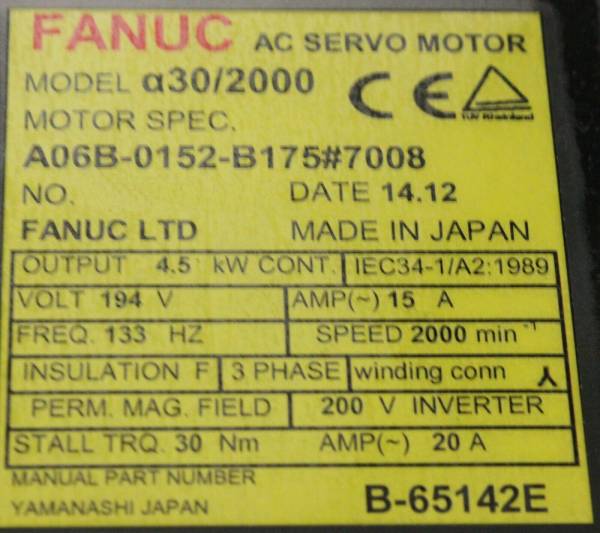 FANUC AC SERVO MOTOR
MODEL α30/2000
CE TÜV Rheinland
MOTOR SPEC.
A06B-0152-B175#7008
NO. DATE 14.12
FANUC LTD MADE IN JAPAN
OUTPUT 4.5 kW CONT. IEC34-1/A2:1989
VOLT 194 V AMP(~) 15 A
FREQ. 133 HZ SPEED 2000 min⁻¹
INSULATION F 3 PHASE winding conn
PERM. MAG. FIELD 200 V INVERTER
STALL TRQ. 30 Nm AMP(~) 20 A
MANUAL PART NUMBER
YAMANASHI JAPAN B-65142E